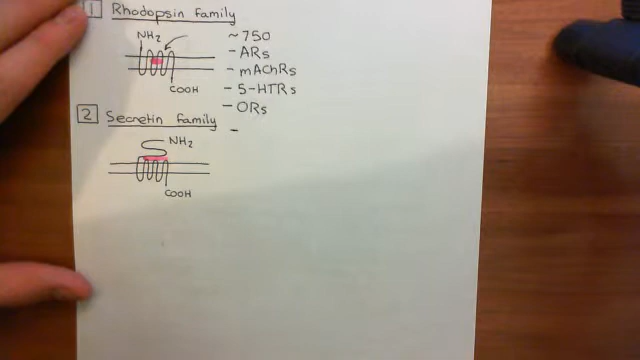 1 Rhodopsin family
NH2
~750
- ARs
- mAChRs
- 5-HTRs
- ORs
COOH
2 Secretin family
-
NH2
COOH